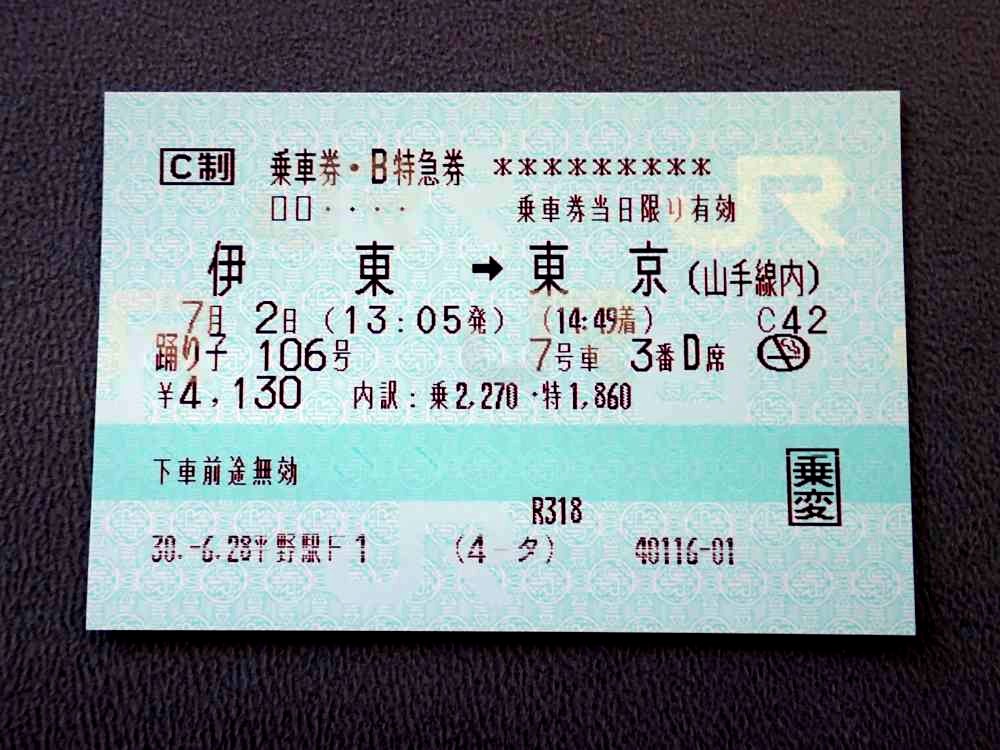 C制 乗車券・B特急券 *********
□□・・・・ 乗車券当日限り有効
伊東➡東京(山手線内)
7月 2日 (13:05発) (14:49着) C42
踊り子 106号 7号車 3番D席
¥4,130 内訳:乗2,270・特1,860
下車前途無効
乗変
R318
30.-6.28平野駅F1 (4-タ) 40116-01